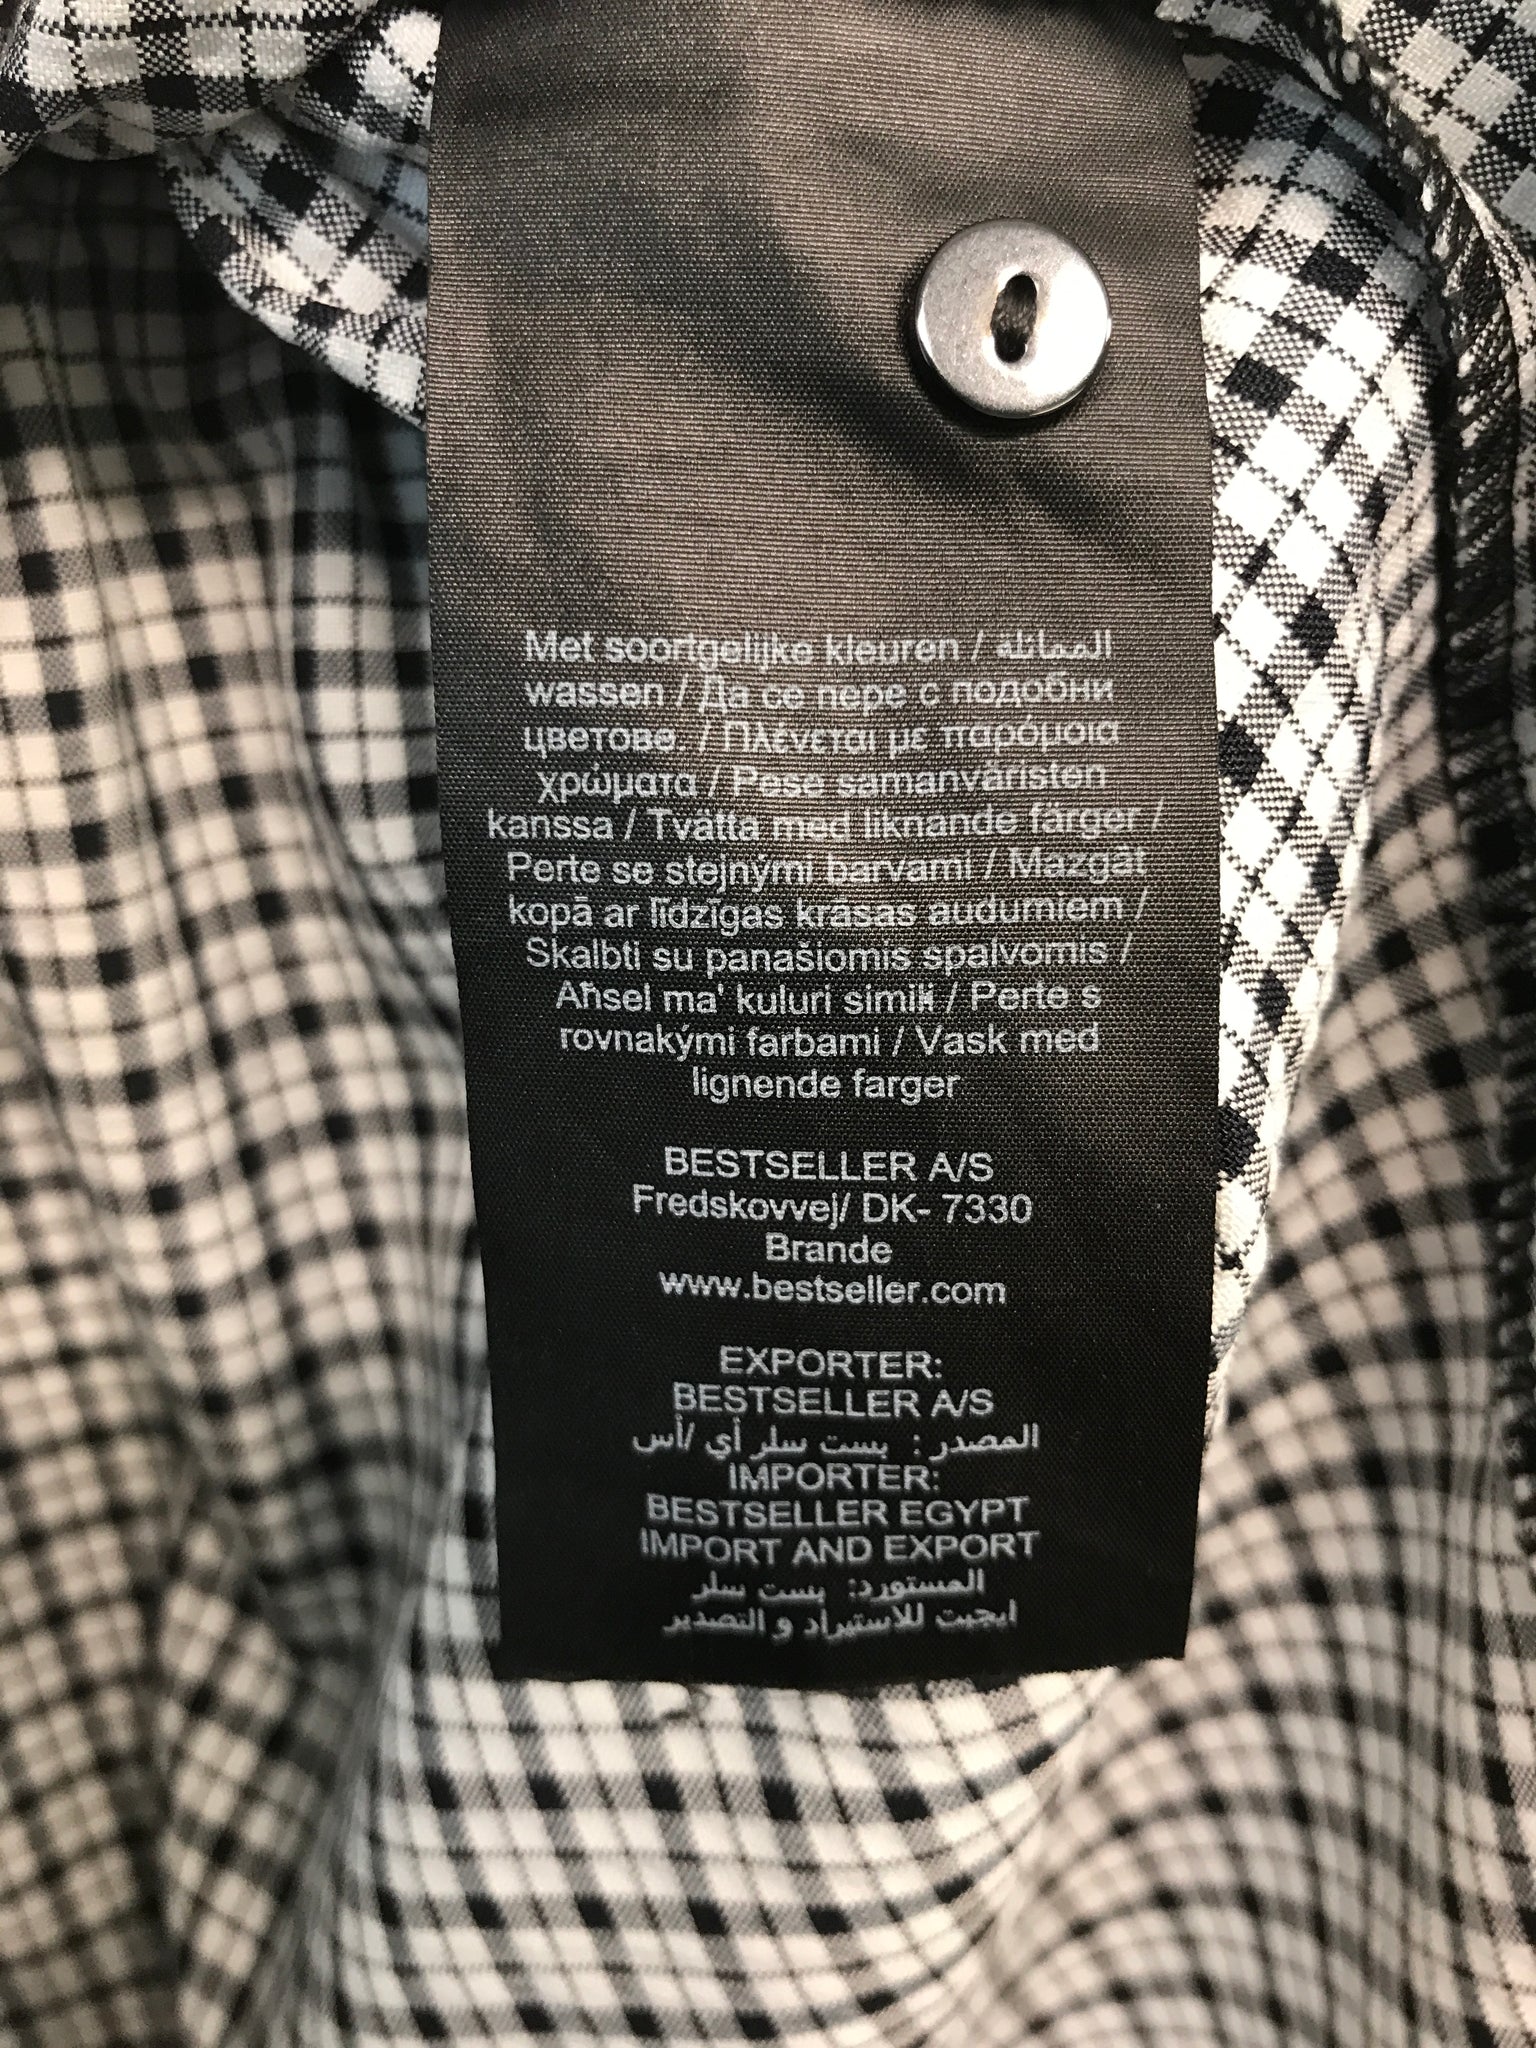 Met soortgelijke kleuren / المماثلة
wassen / Да се пере с подобни
цветове. / Πλένεται με παρόμοια
χρώματα / Pese samanväristen
kanssa / Tvätta med liknande färger /
Perte se stejnými barvami / Mazgāt
kopā ar līdzīgas krāsas audumiem /
Skalbti su panašiomis spalvomis /
Aħsel ma' kuluri simili / Perte s
rovnakými farbami / Vask med
lignende farger
BESTSELLER A/S
Fredskovvej/ DK- 7330
Brande
www.bestseller.com
EXPORTER:
BESTSELLER A/S
المصدر : بست سلر أي /أس
IMPORTER:
BESTSELLER EGYPT
IMPORT AND EXPORT
المستورد: بست سلر
ايجيبت للاستيراد و التصدير